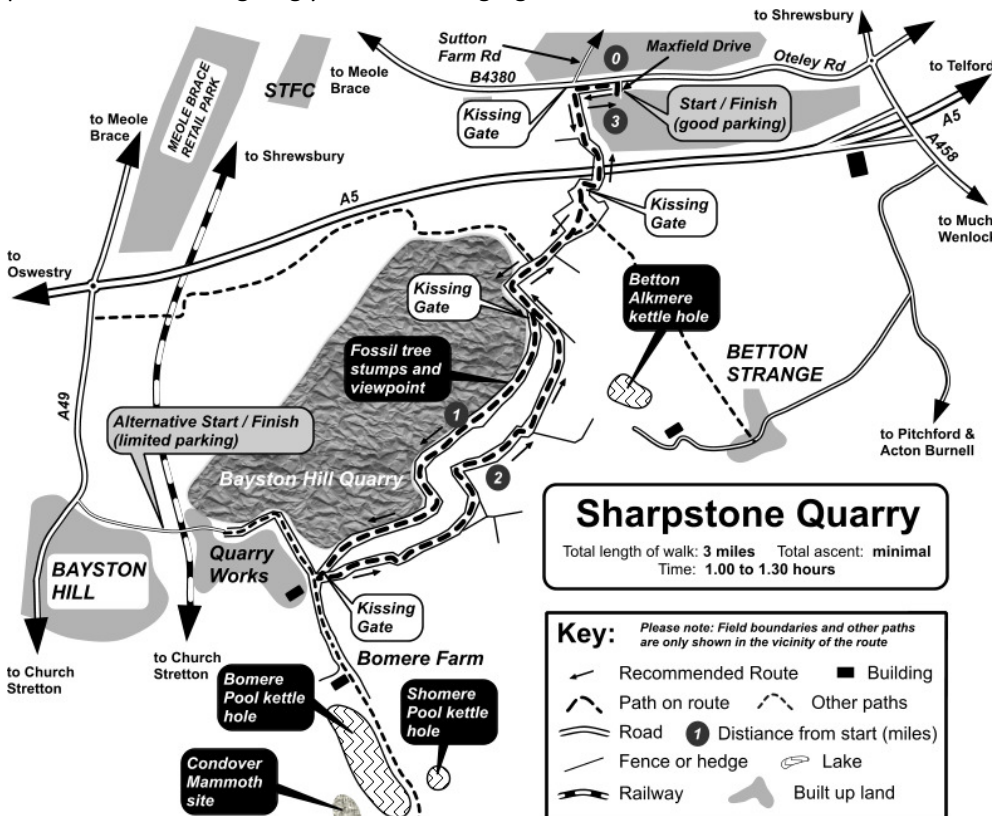 to Shrewsbury
Sutton
Farm Rd
0
Maxfield Drive
Oteley Rd
B4380
to Meole
Brace
STFC
MEOLE BRACE
RETAIL PARK
to Telford
A5
Kissing
Gate
3
Start / Finish
(good parking)
to Meole
Brace
to Shrewsbury
A458
A5
Kissing
Gate
to Much
Wenlock
to
Oswestry
Kissing
Gate
Betton
Alkmere
kettle hole
Fossil tree
stumps and
viewpoint
BETTON
STRANGE
A49
1
Alternative Start / Finish
(limited parking)
to Pitchford &
Acton Burnell
Bayston Hill Quarry
2
Sharpstone Quarry
Total length of walk: 3 miles Total ascent: minimal
Time: 1.00 to 1.30 hours
Quarry
Works
BAYSTON
HILL
Kissing
Gate
to Church
Stretton
to Church
Stretton
Bomere Farm
Bomere
Pool kettle
hole
Shomere
Pool kettle
hole
Condover
Mammoth
site
Key: Please note: Field boundaries and other paths
are only shown in the vicinity of the route
Recommended Route
Building
Path on route
Other paths
Road
1 Distiance from start (miles)
Fence or hedge
Lake
Railway
Built up land